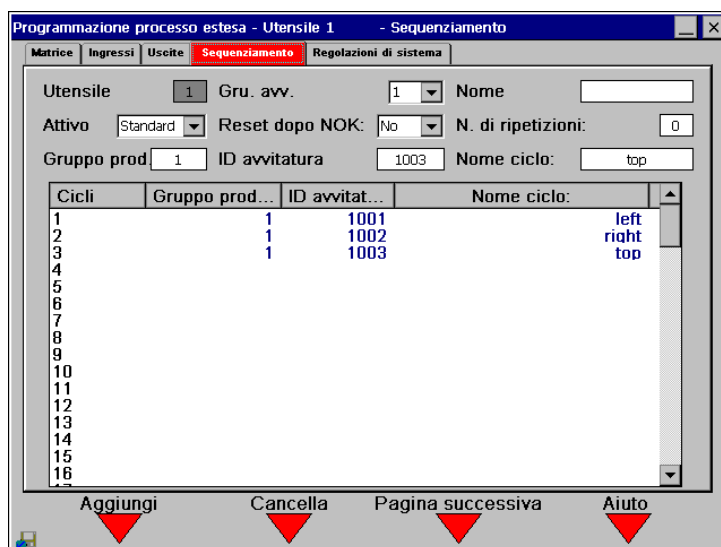 Programmazione processo estesa - Utensile 1 - Sequenziamento
Matrice Ingressi Uscite Sequenziamento Regolazioni di sistema
Utensile 1 Gru. avv. 1 Nome
Attivo Standard Reset dopo NOK: No N. di ripetizioni: 0
Gruppo prod. 1 ID avvitatura 1003 Nome ciclo: top
Cicli Gruppo prod... ID avvitat... Nome ciclo:
1 1 1001 left
2 1 1002 right
3 1 1003 top
4
5
6
7
8
9
10
11
12
13
14
15
16
Aggiungi Cancella Pagina successiva Aiuto